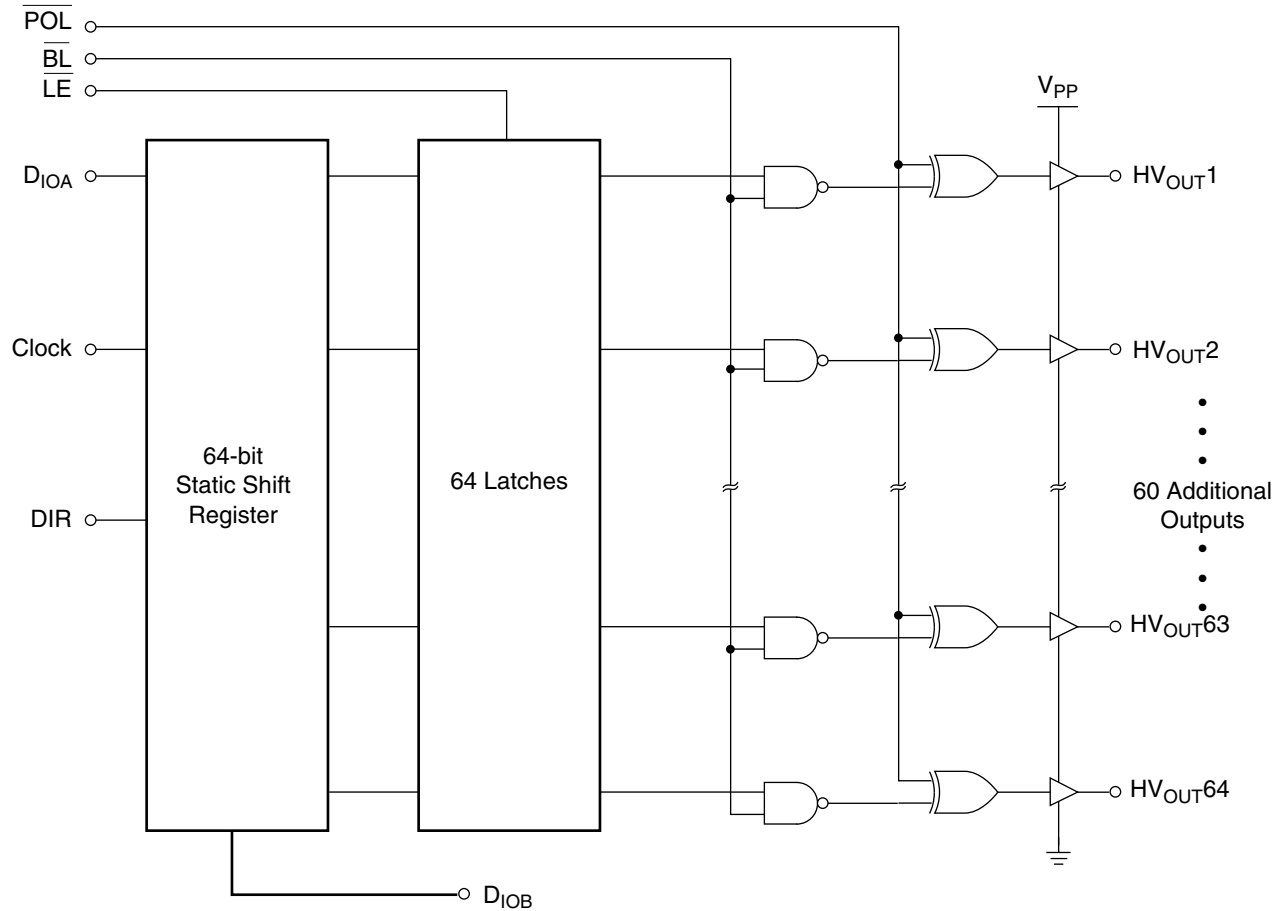 POL
BL
LE
VPP
DIOA
HVOUT1
Clock
HVOUT2
64-bit
Static Shift
Register
64 Latches
60 Additional
Outputs
DIR
HVOUT63
HVOUT64
DIOB